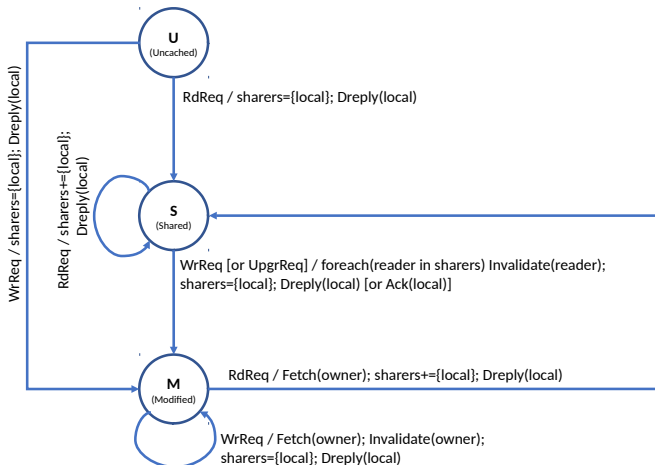 U
(Uncached)
RdReq / sharers={local}; Dreply(local)
WrReq / sharers={local}; Dreply(local)
RdReq / sharers+={local};
Dreply(local)
S
(Shared)
WrReq [or UpgrReq] / foreach(reader in sharers) Invalidate(reader);
sharers={local}; Dreply(local) [or Ack(local)]
M
(Modified)
RdReq / Fetch(owner); sharers+={local}; Dreply(local)
WrReq / Fetch(owner); Invalidate(owner);
sharers={local}; Dreply(local)